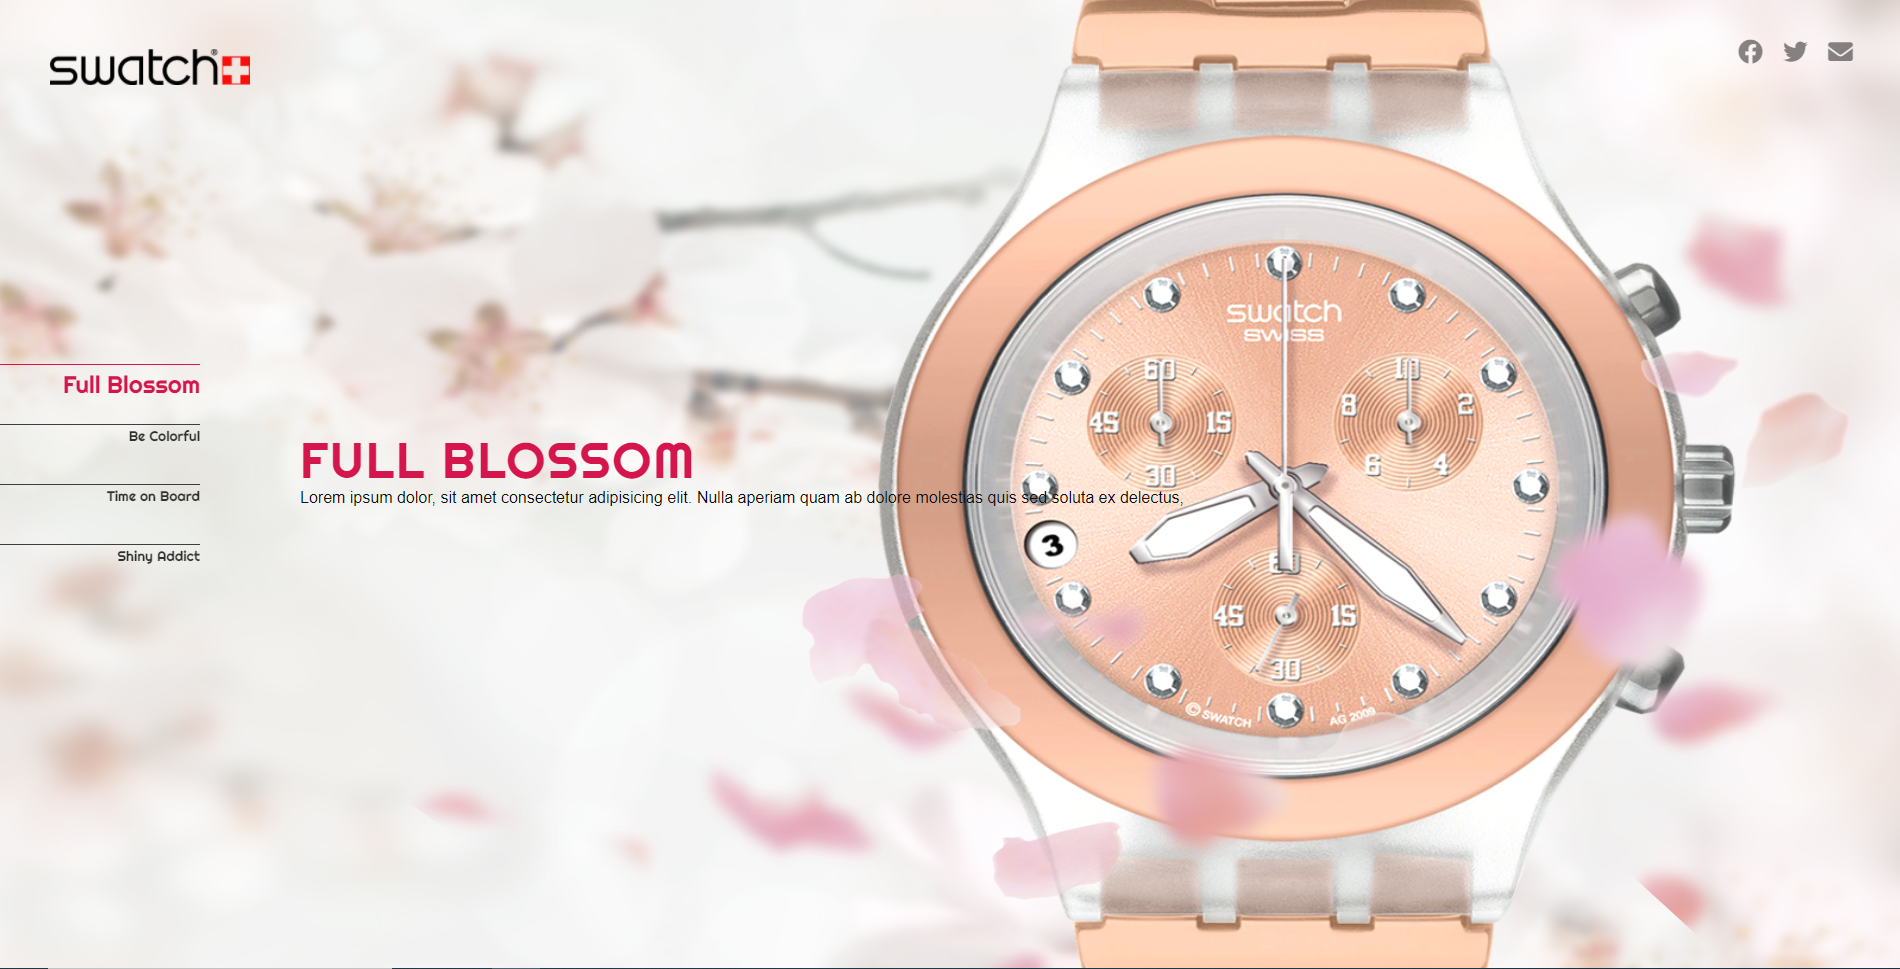 swatch®
Full Blossom
Be Colorful
Time on Board
Shiny Addict
FULL BLOSSOM
Lorem ipsum dolor, sit amet consectetur adipisicing elit. Nulla aperiam quam ab dolore molestias quis sed soluta ex delectus,
swatch
SWISS
60
45 15
30
10
8 2
6 4
3
60
45 15
30
© SWATCH AG 2009